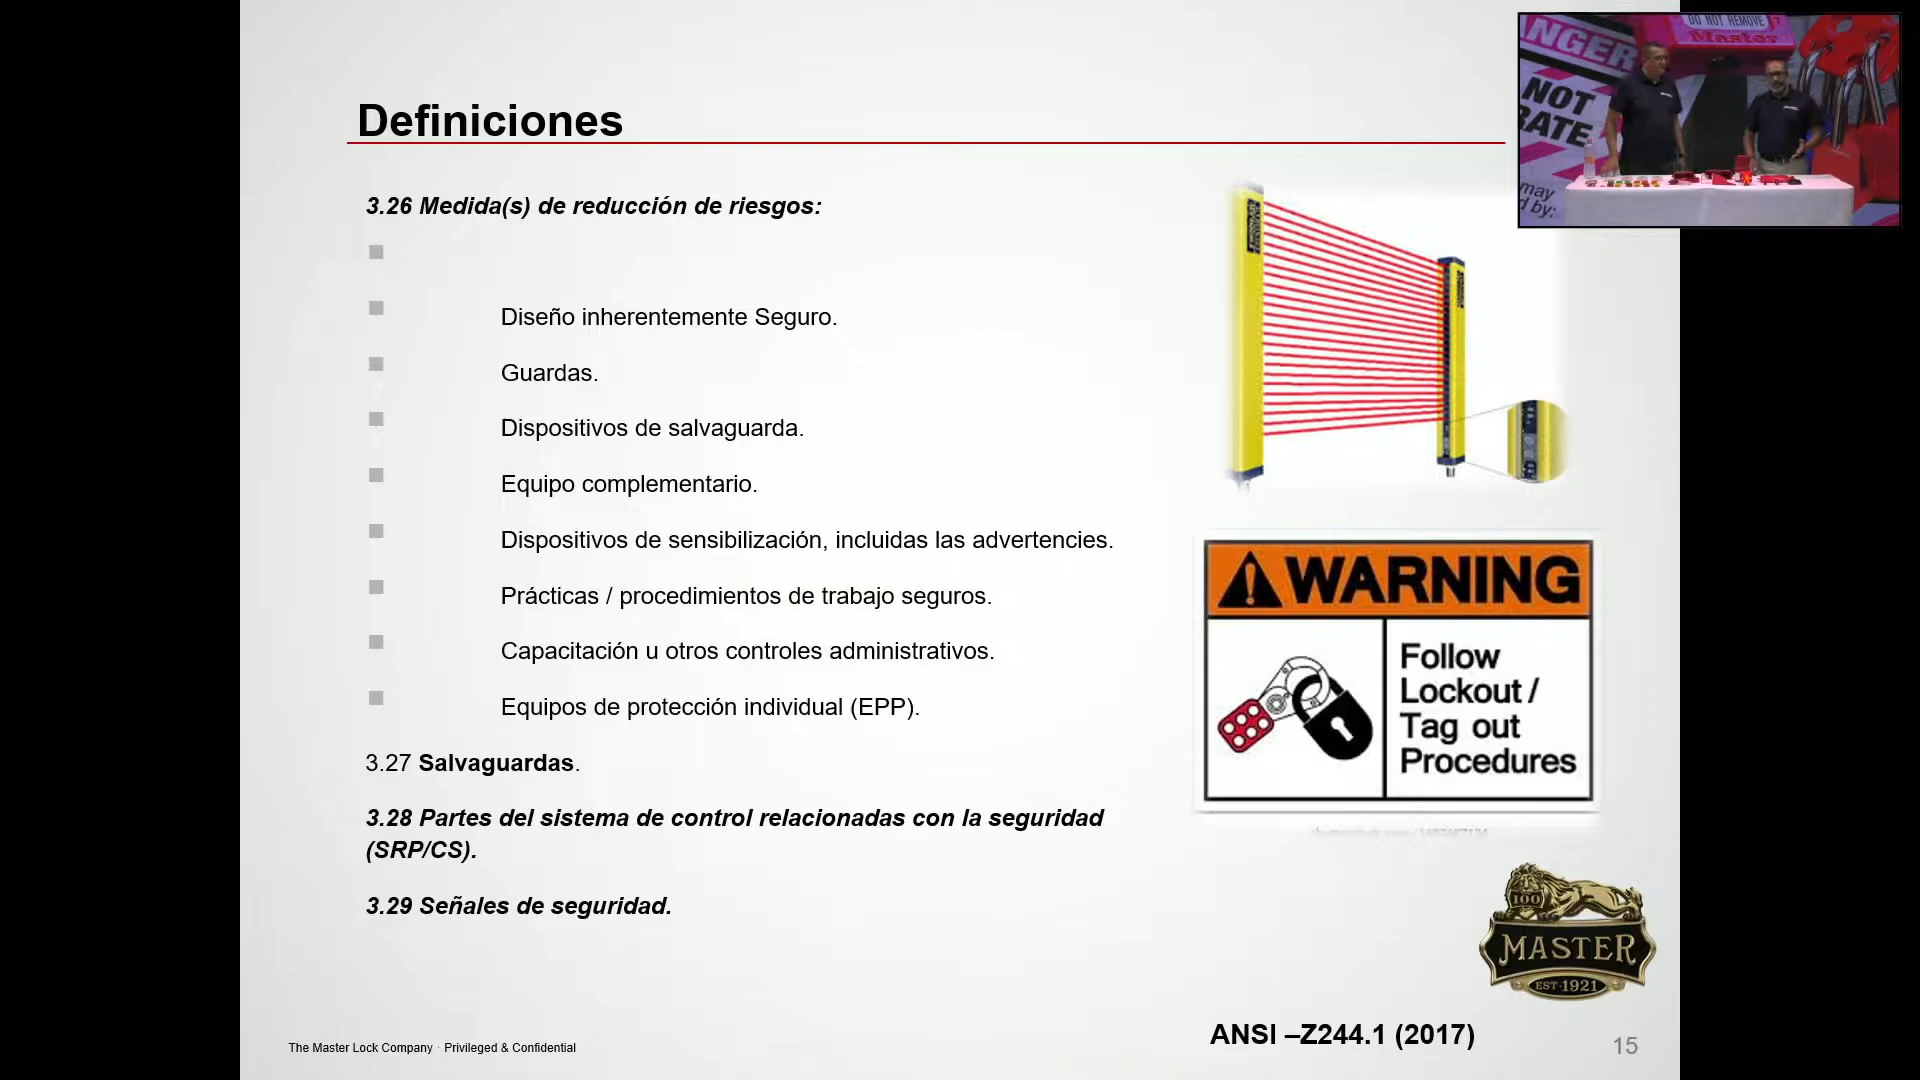 Definiciones
3.26 Medida(s) de reducción de riesgos:
Diseño inherentemente Seguro.
Guardas.
Dispositivos de salvaguarda.
Equipo complementario.
Dispositivos de sensibilización, incluidas las advertencies.
Prácticas / procedimientos de trabajo seguros.
Capacitación u otros controles administrativos.
Equipos de protección individual (EPP).
3.27 Salvaguardas.
3.28 Partes del sistema de control relacionadas con la seguridad
(SRP/CS).
3.29 Señales de seguridad.
DO NOT REMOVE
Master
ANGER
NOT
RATE
may
d by:
WARNING
Follow
Lockout /
Tag out
Procedures
100
MASTER
EST•1921
ANSI –Z244.1 (2017)
The Master Lock Company · Privileged & Confidential
15